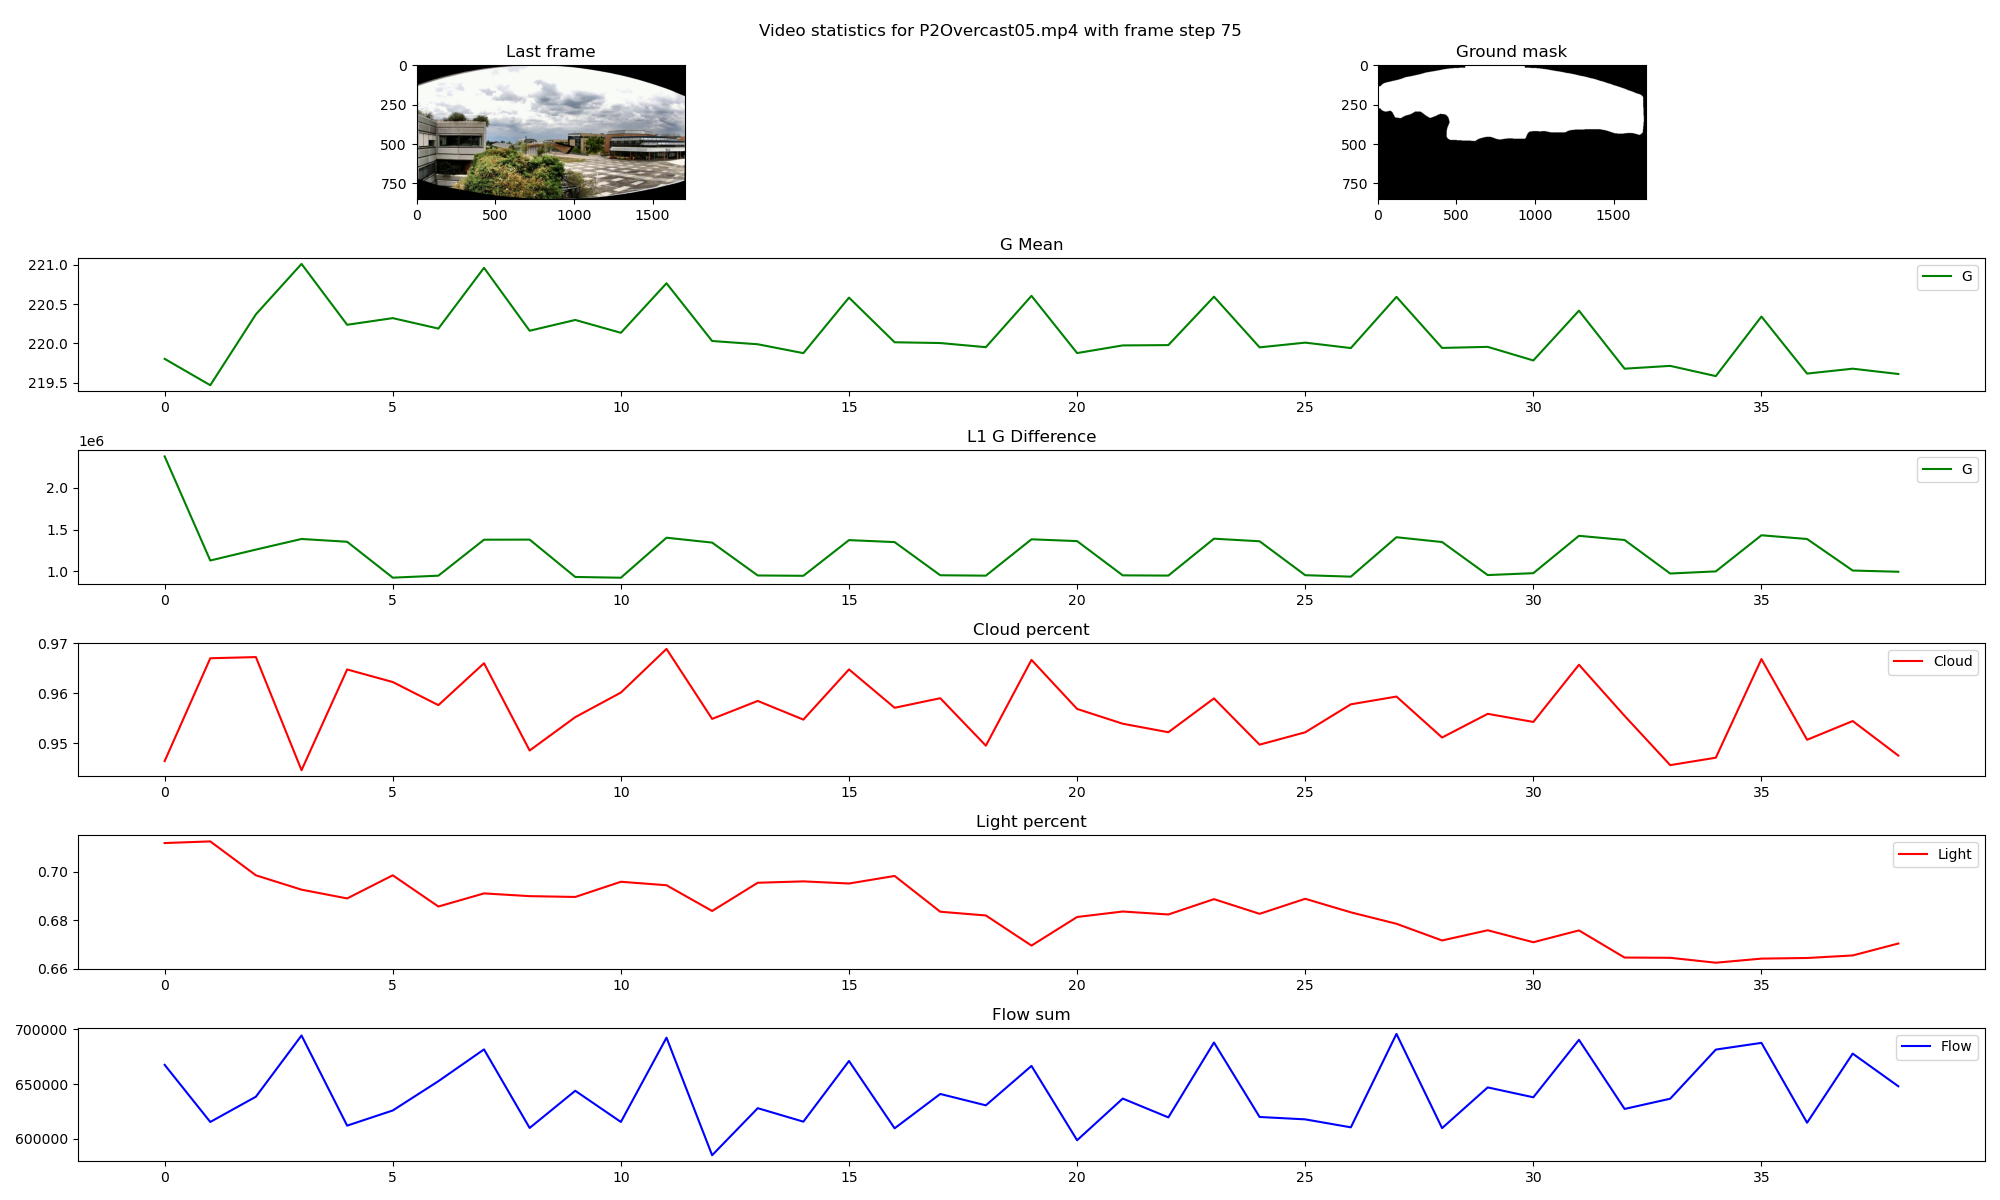 Video statistics for P2Overcast05.mp4 with frame step 75
Last frame
0
250
500
750
0 500 1000 1500
Ground mask
0
250
500
750
0 500 1000 1500
G Mean
221.0
220.5
220.0
219.5
G
0 5 10 15 20 25 30 35
L1 G Difference
1e6
2.0
1.5
1.0
G
0 5 10 15 20 25 30 35
Cloud percent
0.97
0.96
0.95
Cloud
0 5 10 15 20 25 30 35
Light percent
0.70
0.68
0.66
Light
0 5 10 15 20 25 30 35
Flow sum
700000
650000
600000
Flow
0 5 10 15 20 25 30 35